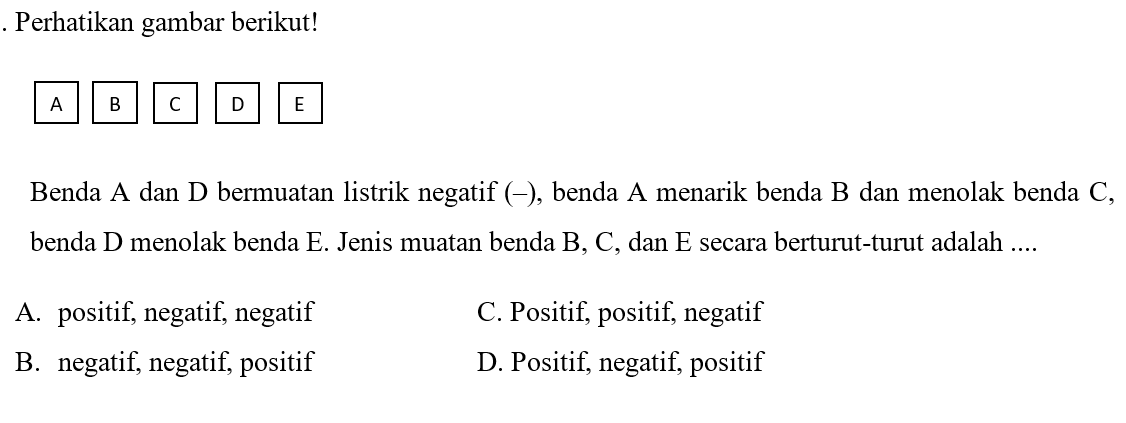 . Perhatikan gambar berikut!
A B C D E
Benda A dan D bermuatan listrik negatif (–), benda A menarik benda B dan menolak benda C,
benda D menolak benda E. Jenis muatan benda B, C, dan E secara berturut-turut adalah ....
A. positif, negatif, negatif C. Positif, positif, negatif
B. negatif, negatif, positif D. Positif, negatif, positif